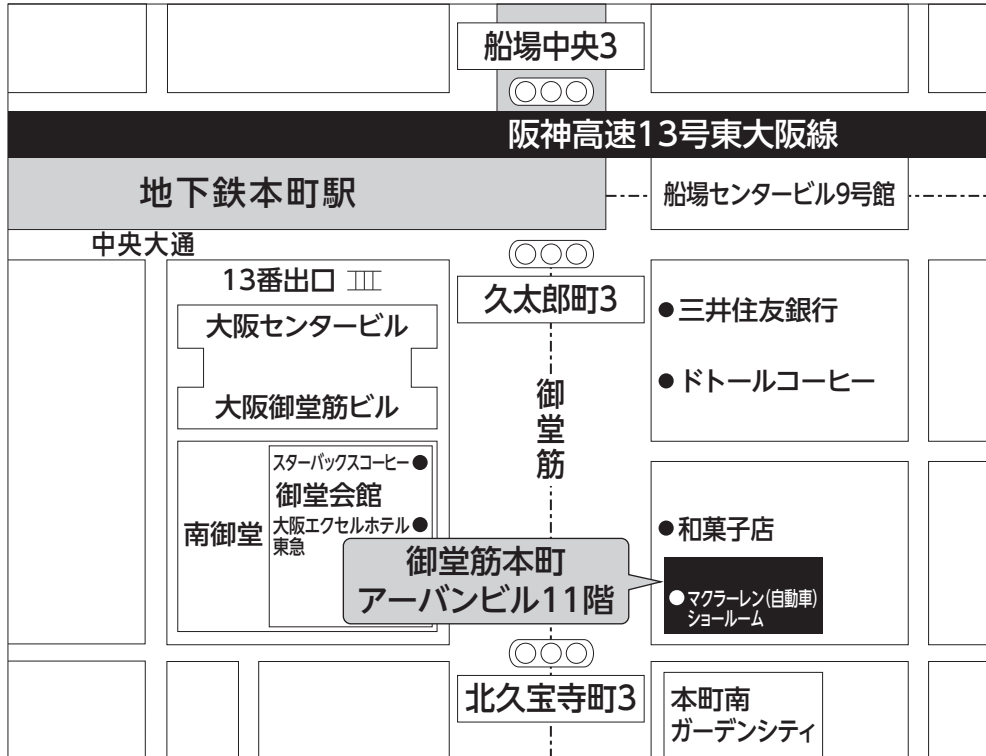 船場中央3
阪神高速13号東大阪線
地下鉄本町駅
船場センタービル9号館
中央大通
13番出口
久太郎町3
大阪センタービル
●三井住友銀行
●ドトールコーヒー
大阪御堂筋ビル
御堂筋
スターバックスコーヒー●
御堂会館
南御堂
大阪エクセルホテル●
東急
●和菓子店
御堂筋本町
アーバンビル11階
●マクラーレン(自動車)
ショールーム
北久宝寺町3
本町南
ガーデンシティ